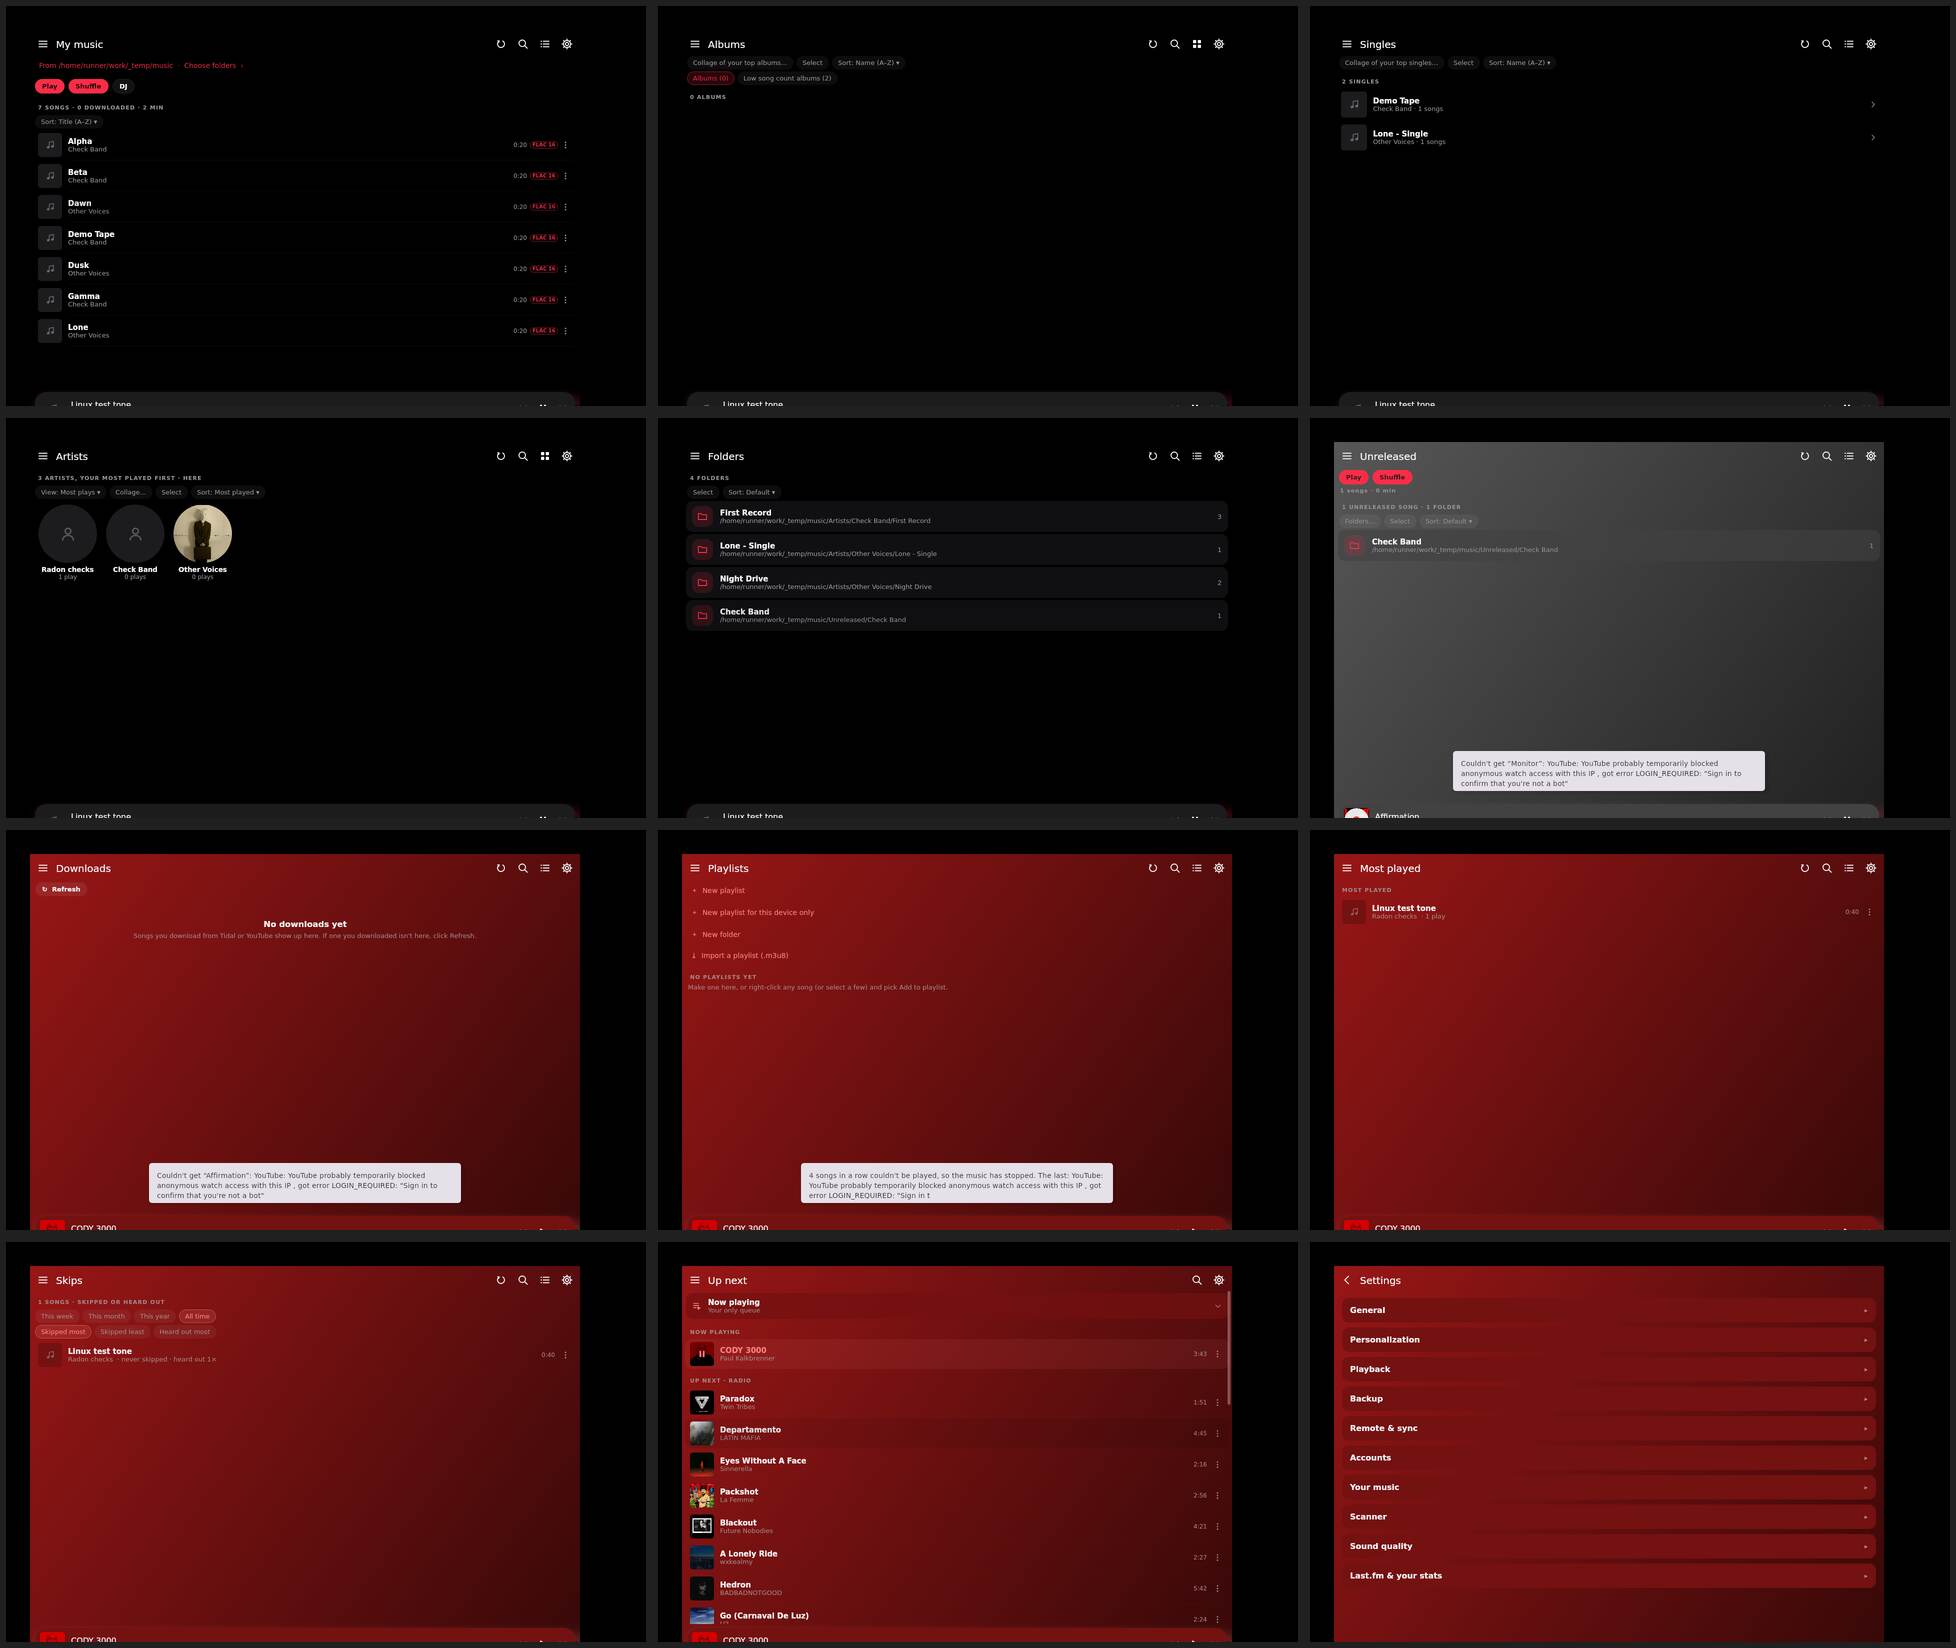 My music
From /home/runner/work/_temp/music · Choose folders ›
Play Shuffle DJ
7 SONGS · 0 DOWNLOADED · 2 MIN
Sort: Title (A–Z) ▾
Alpha
Check Band
0:20 FLAC 16
Beta
Check Band
0:20 FLAC 16
Dawn
Other Voices
0:20 FLAC 16
Demo Tape
Check Band
0:20 FLAC 16
Dusk
Other Voices
0:20 FLAC 16
Gamma
Check Band
0:20 FLAC 16
Lone
Other Voices
0:20 FLAC 16
Linux test tone
Albums
Collage of your top albums... Select Sort: Name (A–Z) ▾
Albums (0) Low song count albums (2)
0 ALBUMS
Linux test tone
Singles
Collage of your top singles... Select Sort: Name (A–Z) ▾
2 SINGLES
Demo Tape
Check Band · 1 songs
Lone - Single
Other Voices · 1 songs
Linux test tone
Artists
3 ARTISTS, YOUR MOST PLAYED FIRST · HERE
View: Most plays ▾ Collage... Select Sort: Most played ▾
Radon checks Check Band Other Voices
1 play 0 plays 0 plays
Linux test tone
Folders
4 FOLDERS
Select Sort: Default ▾
First Record
/home/runner/work/_temp/music/Artists/Check Band/First Record
3
Lone - Single
/home/runner/work/_temp/music/Artists/Other Voices/Lone - Single
1
Night Drive
/home/runner/work/_temp/music/Artists/Other Voices/Night Drive
2
Check Band
/home/runner/work/_temp/music/Unreleased/Check Band
1
Linux test tone
Unreleased
Play Shuffle
1 songs · 0 min
1 UNRELEASED SONG · 1 FOLDER
Folders... Select Sort: Default ▾
Check Band
/home/runner/work/_temp/music/Unreleased/Check Band
1
Couldn't get “Monitor”: YouTube: YouTube probably temporarily blocked
anonymous watch access with this IP , got error LOGIN_REQUIRED: "Sign in to
confirm that you're not a bot"
Affirmation
Downloads
↻ Refresh
No downloads yet
Songs you download from Tidal or YouTube show up here. If one you downloaded isn't here, click Refresh.
Couldn't get “Affirmation”: YouTube: YouTube probably temporarily blocked
anonymous watch access with this IP , got error LOGIN_REQUIRED: "Sign in to
confirm that you're not a bot"
CODY 3000
Playlists
+ New playlist
+ New playlist for this device only
+ New folder
↓ Import a playlist (.m3u8)
NO PLAYLISTS YET
Make one here, or right-click any song (or select a few) and pick Add to playlist.
4 songs in a row couldn't be played, so the music has stopped. The last: YouTube:
YouTube probably temporarily blocked anonymous watch access with this IP , got
error LOGIN_REQUIRED: "Sign in t
CODY 3000
Most played
MOST PLAYED
Linux test tone
Radon checks · 1 play
0:40
CODY 3000
Skips
1 SONGS · SKIPPED OR HEARD OUT
This week This month This year All time
Skipped most Skipped least Heard out most
Linux test tone
Radon checks · never skipped · heard out 1×
0:40
CODY 3000
Up next
Now playing
Your only queue
NOW PLAYING
CODY 3000
Paul Kalkbrenner
3:43
UP NEXT · RADIO
Paradox
Twin Tribes
1:51
Departamento
LATIN MAFIA
4:45
Eyes Without A Face
Sinnerella
2:16
Packshot
La Femme
2:56
Blackout
Future Nobodies
4:21
A Lonely Ride
wxkealmy
2:27
Hedron
BADBADNOTGOOD
5:42
Go (Carnaval De Luz)
2:24
CODY 3000
Settings
General
Personalization
Playback
Backup
Remote & sync
Accounts
Your music
Scanner
Sound quality
Last.fm & your stats